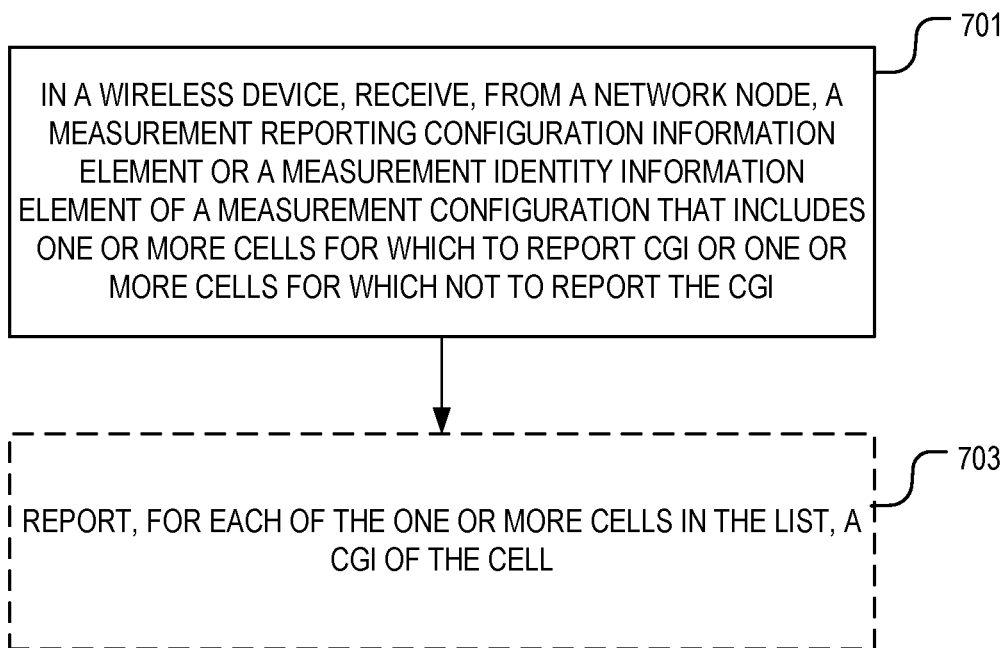 701
IN A WIRELESS DEVICE, RECEIVE, FROM A NETWORK NODE, A
MEASUREMENT REPORTING CONFIGURATION INFORMATION
ELEMENT OR A MEASUREMENT IDENTITY INFORMATION
ELEMENT OF A MEASUREMENT CONFIGURATION THAT INCLUDES
ONE OR MORE CELLS FOR WHICH TO REPORT CGI OR ONE OR
MORE CELLS FOR WHICH NOT TO REPORT THE CGI
703
REPORT, FOR EACH OF THE ONE OR MORE CELLS IN THE LIST, A
CGI OF THE CELL